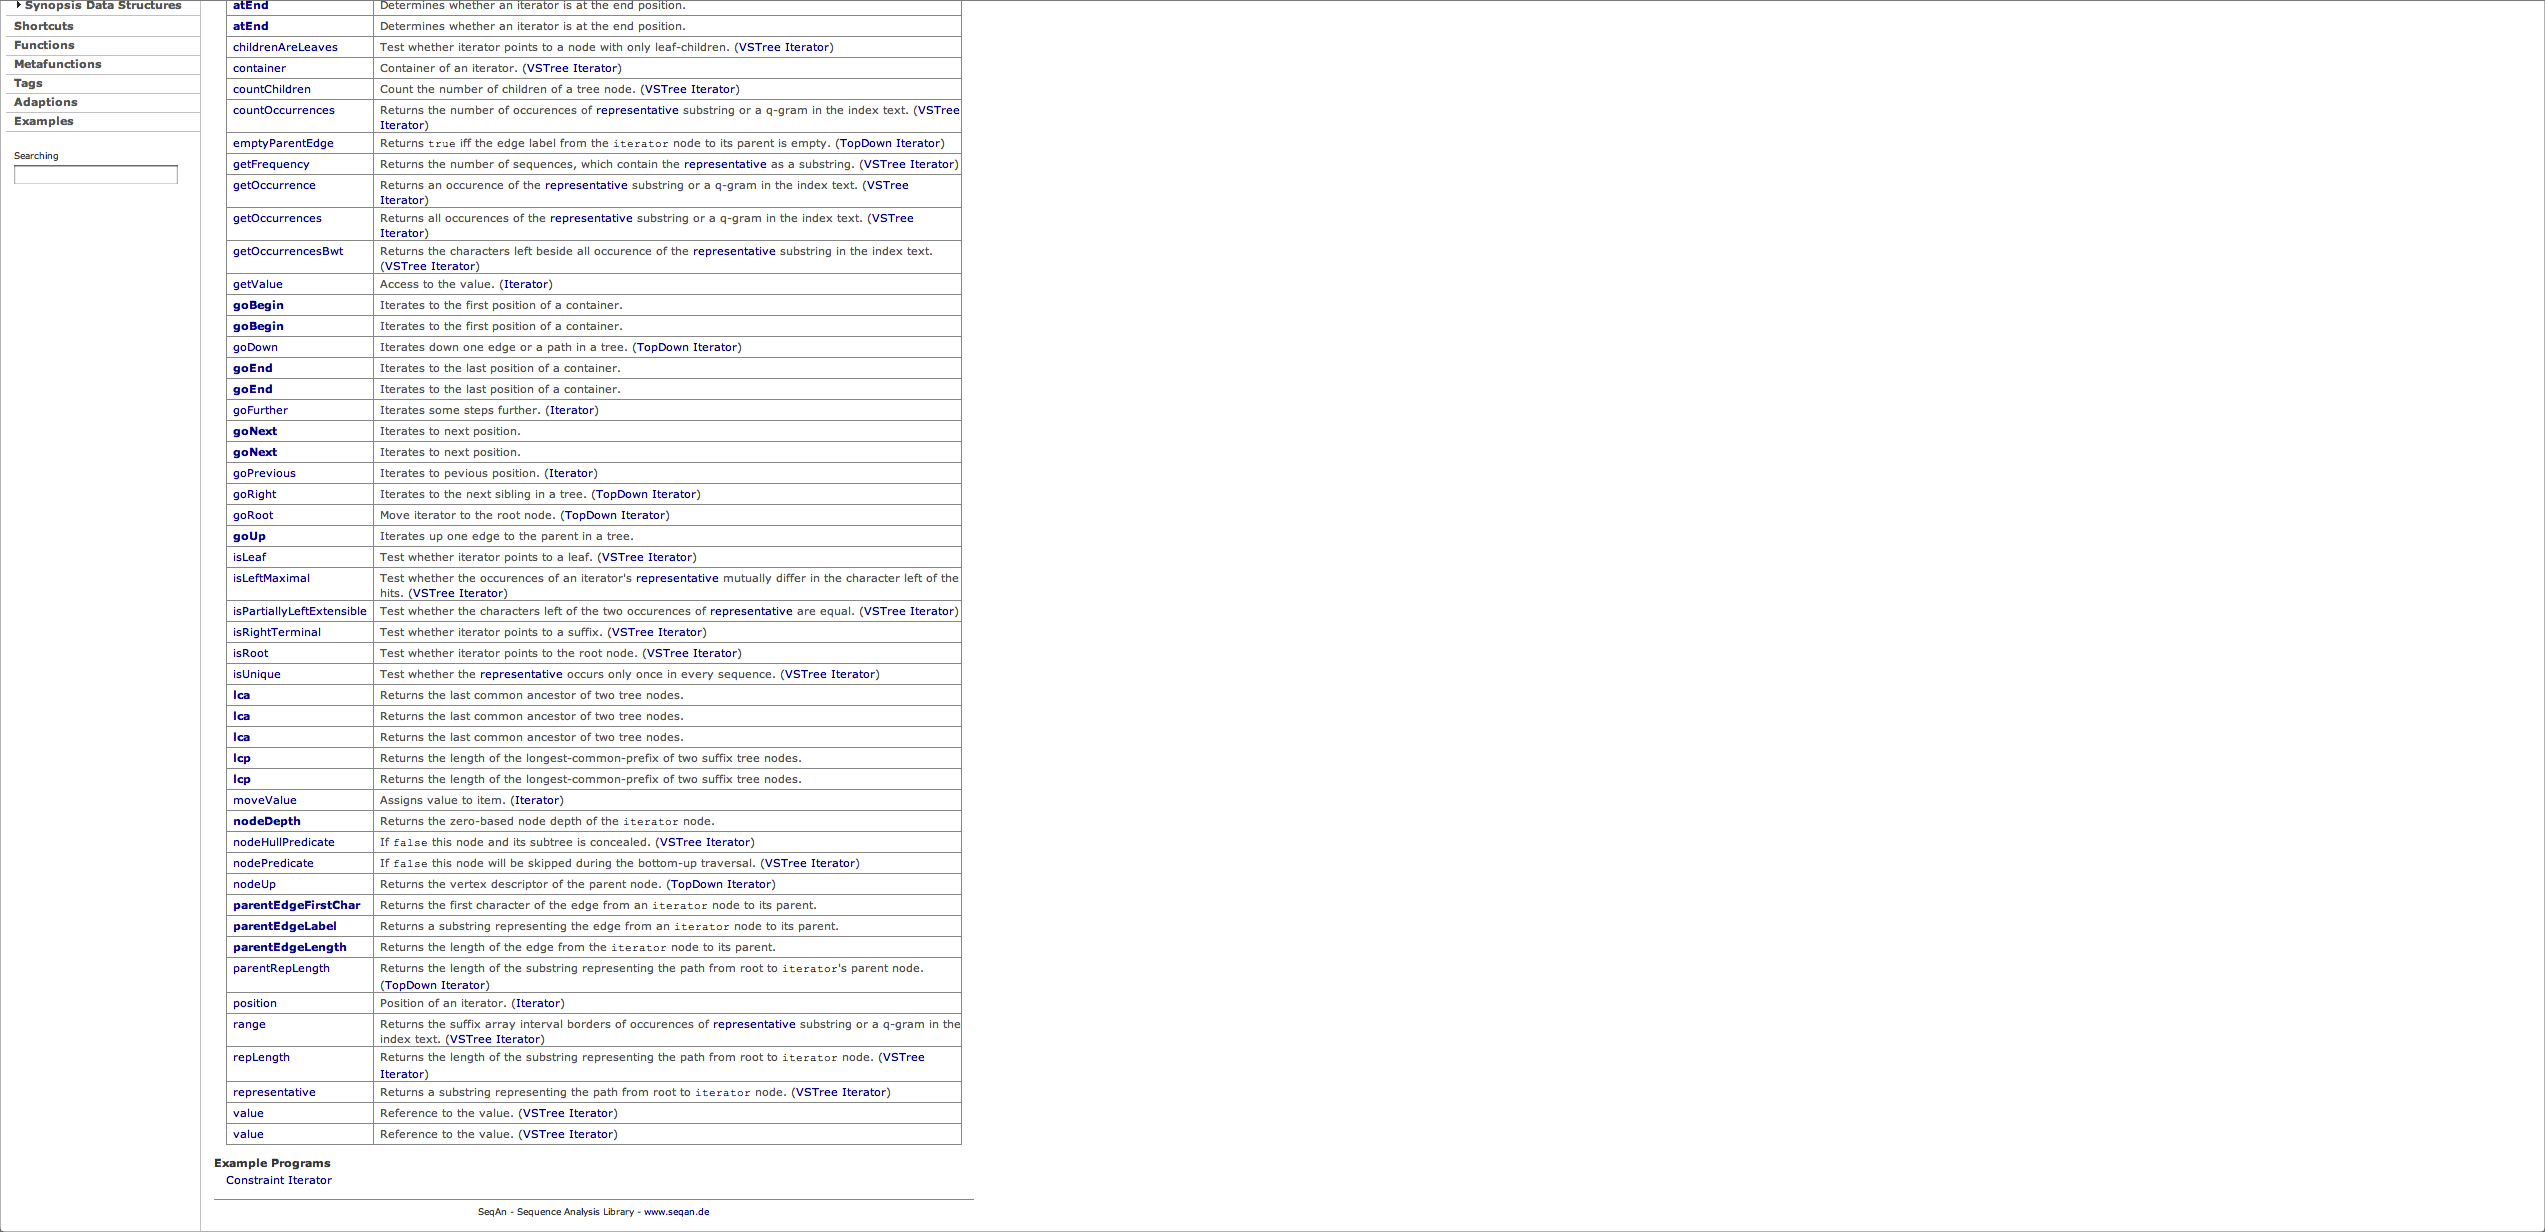 Synopsis Data Structures
Shortcuts
Functions
Metafunctions
Tags
Adaptions
Examples
Searching
atEnd Determines whether an iterator is at the end position.
atEnd Determines whether an iterator is at the end position.
childrenAreLeaves Test whether iterator points to a node with only leaf-children. (VSTree Iterator)
container Container of an iterator. (VSTree Iterator)
countChildren Count the number of children of a tree node. (VSTree Iterator)
countOccurrences Returns the number of occurences of representative substring or a q-gram in the index text. (VSTree
Iterator)
emptyParentEdge Returns true iff the edge label from the iterator node to its parent is empty. (TopDown Iterator)
getFrequency Returns the number of sequences, which contain the representative as a substring. (VSTree Iterator)
getOccurrence Returns an occurence of the representative substring or a q-gram in the index text. (VSTree
Iterator)
getOccurrences Returns all occurences of the representative substring or a q-gram in the index text. (VSTree
Iterator)
getOccurrencesBwt Returns the characters left beside all occurence of the representative substring in the index text.
(VSTree Iterator)
getValue Access to the value. (Iterator)
goBegin Iterates to the first position of a container.
goBegin Iterates to the first position of a container.
goDown Iterates down one edge or a path in a tree. (TopDown Iterator)
goEnd Iterates to the last position of a container.
goEnd Iterates to the last position of a container.
goFurther Iterates some steps further. (Iterator)
goNext Iterates to next position.
goNext Iterates to next position.
goPrevious Iterates to pevious position. (Iterator)
goRight Iterates to the next sibling in a tree. (TopDown Iterator)
goRoot Move iterator to the root node. (TopDown Iterator)
goUp Iterates up one edge to the parent in a tree.
isLeaf Test whether iterator points to a leaf. (VSTree Iterator)
isLeftMaximal Test whether the occurences of an iterator's representative mutually differ in the character left of the
hits. (VSTree Iterator)
isPartiallyLeftExtensible Test whether the characters left of the two occurences of representative are equal. (VSTree Iterator)
isRightTerminal Test whether iterator points to a suffix. (VSTree Iterator)
isRoot Test whether iterator points to the root node. (VSTree Iterator)
isUnique Test whether the representative occurs only once in every sequence. (VSTree Iterator)
lca Returns the last common ancestor of two tree nodes.
lca Returns the last common ancestor of two tree nodes.
lca Returns the last common ancestor of two tree nodes.
lcp Returns the length of the longest-common-prefix of two suffix tree nodes.
lcp Returns the length of the longest-common-prefix of two suffix tree nodes.
moveValue Assigns value to item. (Iterator)
nodeDepth Returns the zero-based node depth of the iterator node.
nodeHullPredicate If false this node and its subtree is concealed. (VSTree Iterator)
nodePredicate If false this node will be skipped during the bottom-up traversal. (VSTree Iterator)
nodeUp Returns the vertex descriptor of the parent node. (TopDown Iterator)
parentEdgeFirstChar Returns the first character of the edge from an iterator node to its parent.
parentEdgeLabel Returns a substring representing the edge from an iterator node to its parent.
parentEdgeLength Returns the length of the edge from the iterator node to its parent.
parentRepLength Returns the length of the substring representing the path from root to iterator's parent node.
(TopDown Iterator)
position Position of an iterator. (Iterator)
range Returns the suffix array interval borders of occurences of representative substring or a q-gram in the
index text. (VSTree Iterator)
repLength Returns the length of the substring representing the path from root to iterator node. (VSTree
Iterator)
representative Returns a substring representing the path from root to iterator node. (VSTree Iterator)
value Reference to the value. (VSTree Iterator)
value Reference to the value. (VSTree Iterator)
Example Programs
Constraint Iterator
SeqAn - Sequence Analysis Library - www.seqan.de